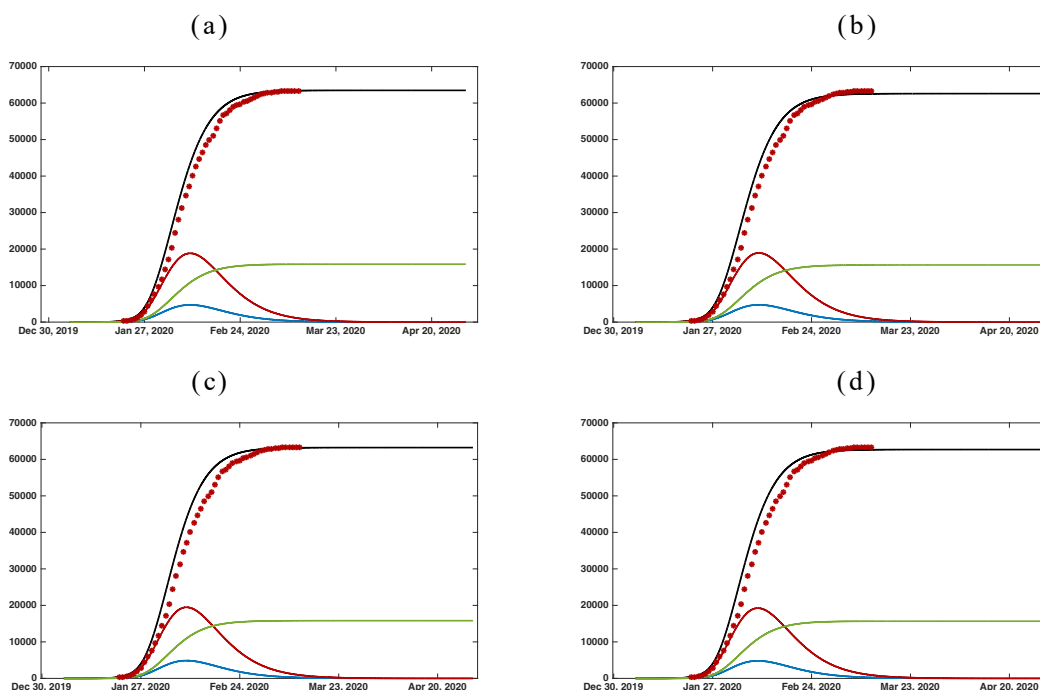 (a)
(b)
70000
60000
50000
40000
30000
20000
10000
0
Dec 30, 2019
Jan 27, 2020
Feb 24, 2020
Mar 23, 2020
Apr 20, 2020
70000
60000
50000
40000
30000
20000
10000
0
Dec 30, 2019
Jan 27, 2020
Feb 24, 2020
Mar 23, 2020
Apr 20, 2020
(c)
(d)
70000
60000
50000
40000
30000
20000
10000
0
Dec 30, 2019
Jan 27, 2020
Feb 24, 2020
Mar 23, 2020
Apr 20, 2020
70000
60000
50000
40000
30000
20000
10000
0
Dec 30, 2019
Jan 27, 2020
Feb 24, 2020
Mar 23, 2020
Apr 20, 2020